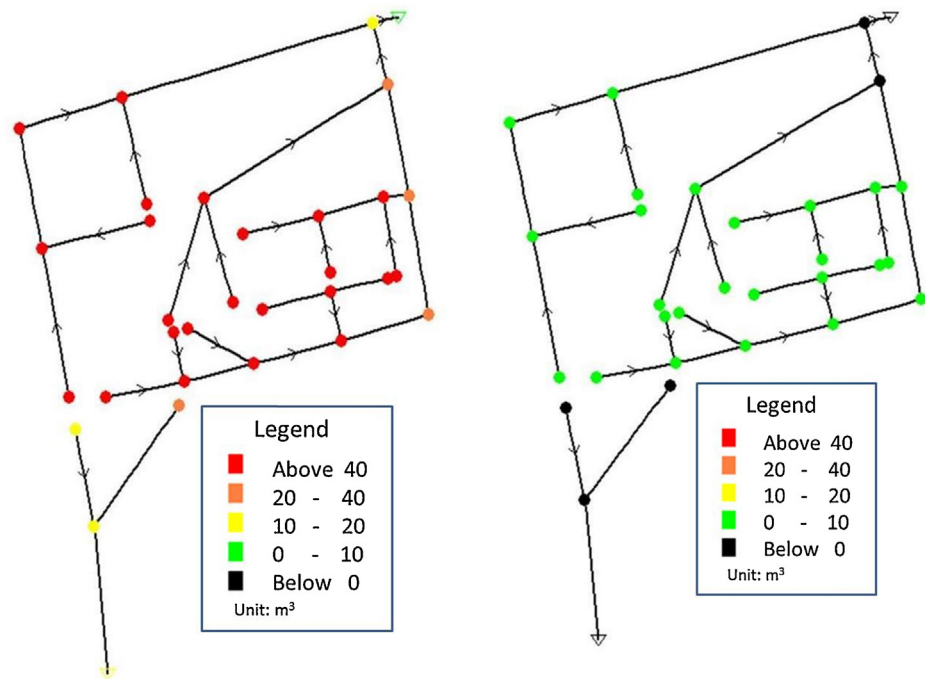 Legend
Above 40
20 - 40
10 - 20
0 - 10
Below 0
Unit: m³
Legend
Above 40
20 - 40
10 - 20
0 - 10
Below 0
Unit: m³